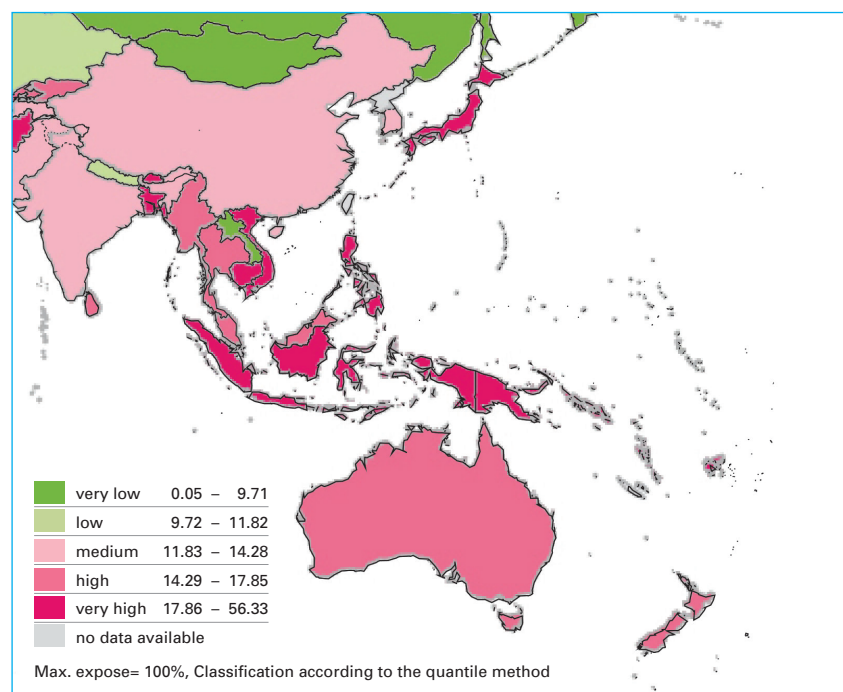 very low 0.05 – 9.71
low 9.72 – 11.82
medium 11.83 – 14.28
high 14.29 – 17.85
very high 17.86 – 56.33
no data available
Max. expose= 100%, Classification according to the quantile method